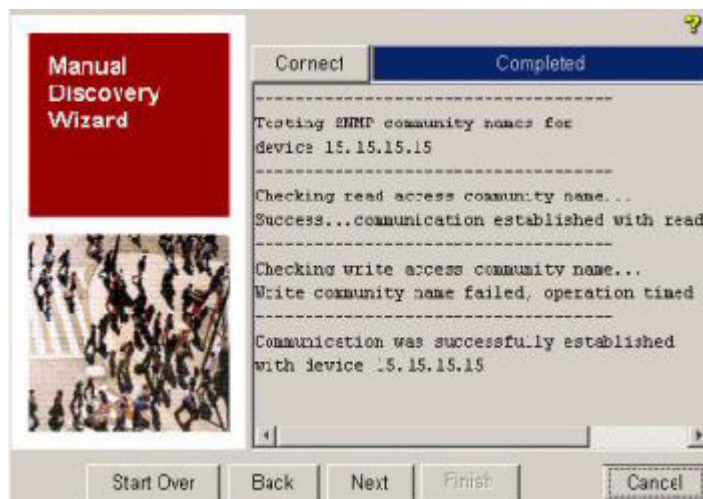 ?
Manual
Discovery
Wizard
Connect
Completed
------------------------------------
Testing SNMP community names for
device 15.15.15.15
------------------------------------
Checking read access community name...
Success...communication established with read
------------------------------------
Checking write access community name...
Write community name failed, operation timed
------------------------------------
Communication was successfully established
with device 15.15.15.15
Start Over
Back
Next
Finish
Cancel